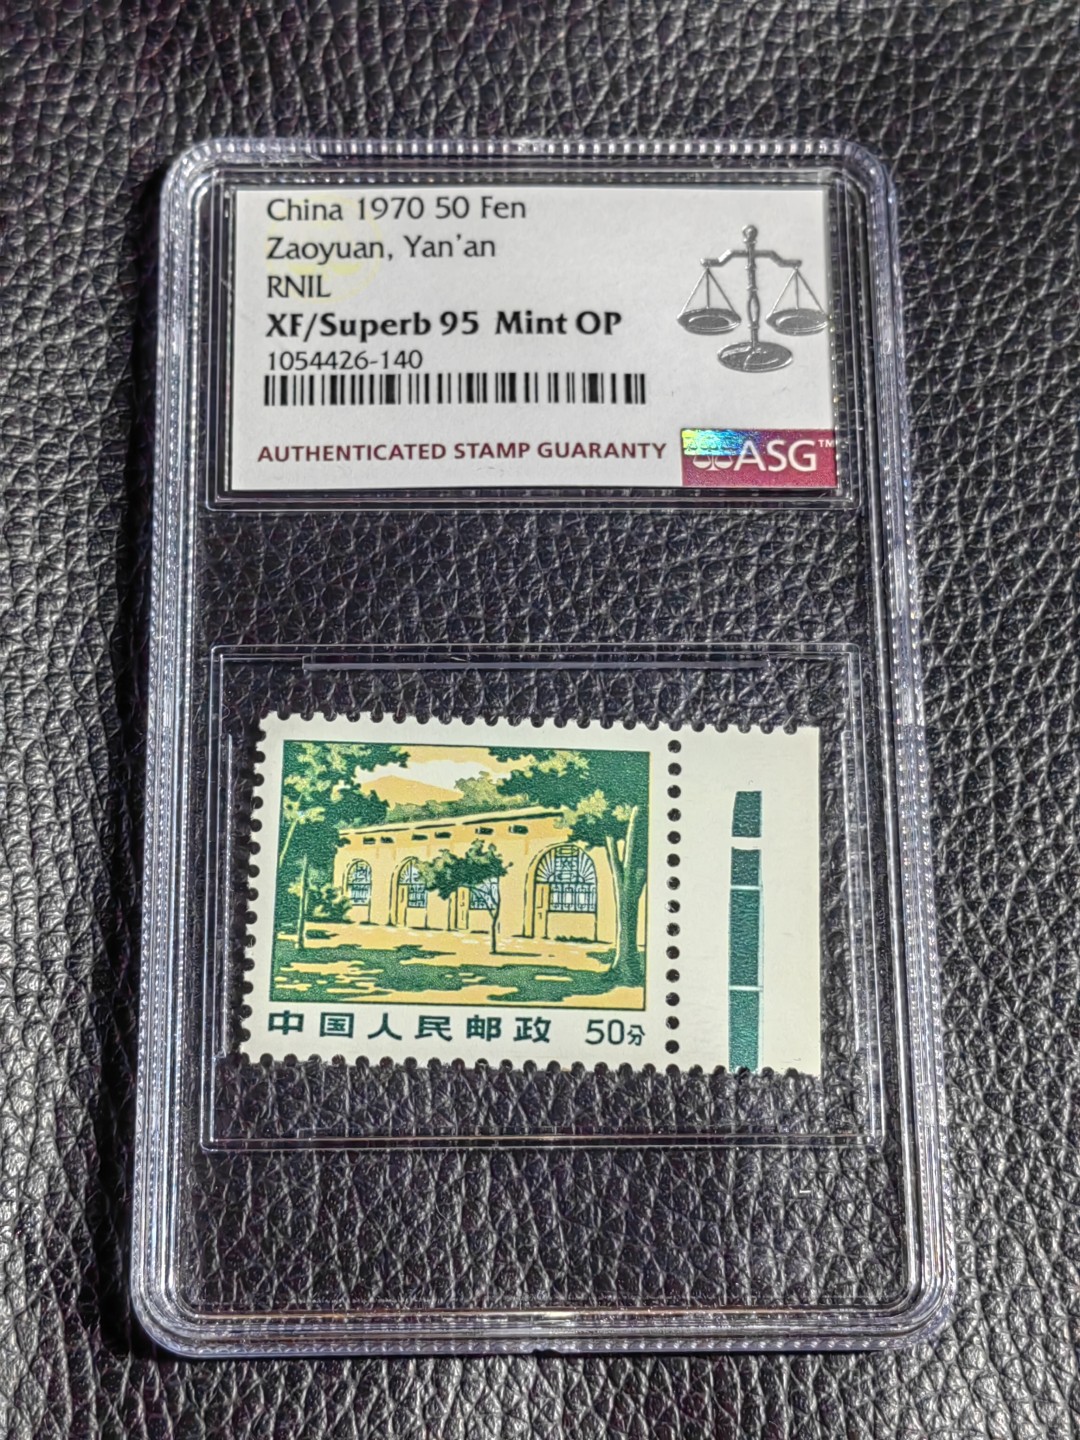 China 1970 50 Fen
Zaoyuan, Yan'an
RNIL
XF/Superb 95 Mint OP
1054426-140
AUTHENTICATED STAMP GUARANTY
ASG™
中国人民邮政 50分